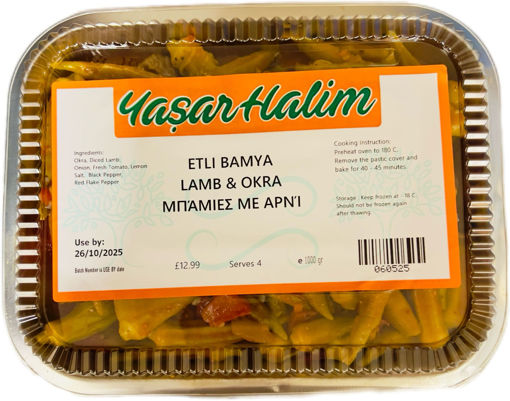 Yaşar Halim
Ingredients:
Okra, Diced Lamb,
Onion, Fresh Tomato, Lemon
Salt, Black Pepper,
Red Flake Pepper
ETLI BAMYA
LAMB & OKRA
ΜΠΆΜΙΕΣ ΜΕ ΑΡΝΊ
Cooking Instruction:
Preheat oven to 180 C.
Remove the pastic cover and
bake for 40 - 45 minutes.
Storage : Keep frozen at - 18 C.
Should not be frozen again
after thawing.
Use by:
26/10/2025
Batch Number is USE BY date
£12.99 Serves 4 e 1000 gr
060525